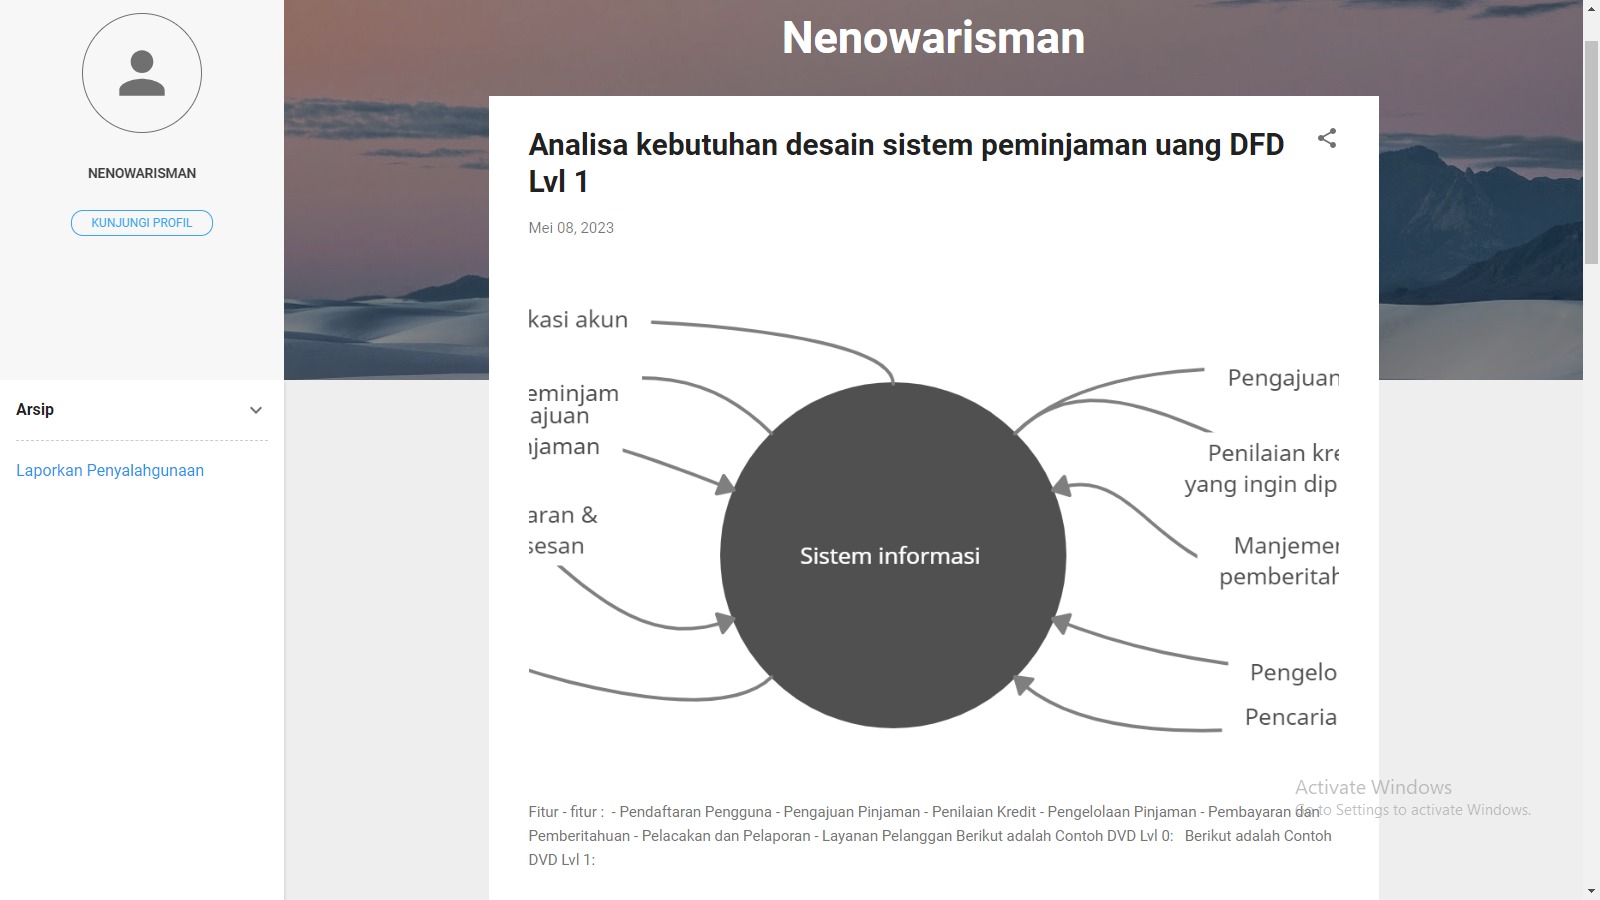 Nenowarisman
NENOWARISMAN
KUNJUNGI PROFIL
Arsip
Laporkan Penyalahgunaan
Analisa kebutuhan desain sistem peminjaman uang DFD
Lvl 1
Mei 08, 2023
kasi akun
eminjam
ajuan
jaman
aran &
sesan
Sistem informasi
Pengajuan
Penilaian kre
yang ingin dip
Manjemen
pemberitah
Pengelo
Pencaria
Fitur - fitur :  - Pendaftaran Pengguna - Pengajuan Pinjaman - Penilaian Kredit - Pengelolaan Pinjaman - Pembayaran dan
Pemberitahuan - Pelacakan dan Pelaporan - Layanan Pelanggan Berikut adalah Contoh DVD Lvl 0:   Berikut adalah Contoh
DVD Lvl 1:
Activate Windows
Go to Settings to activate Windows.